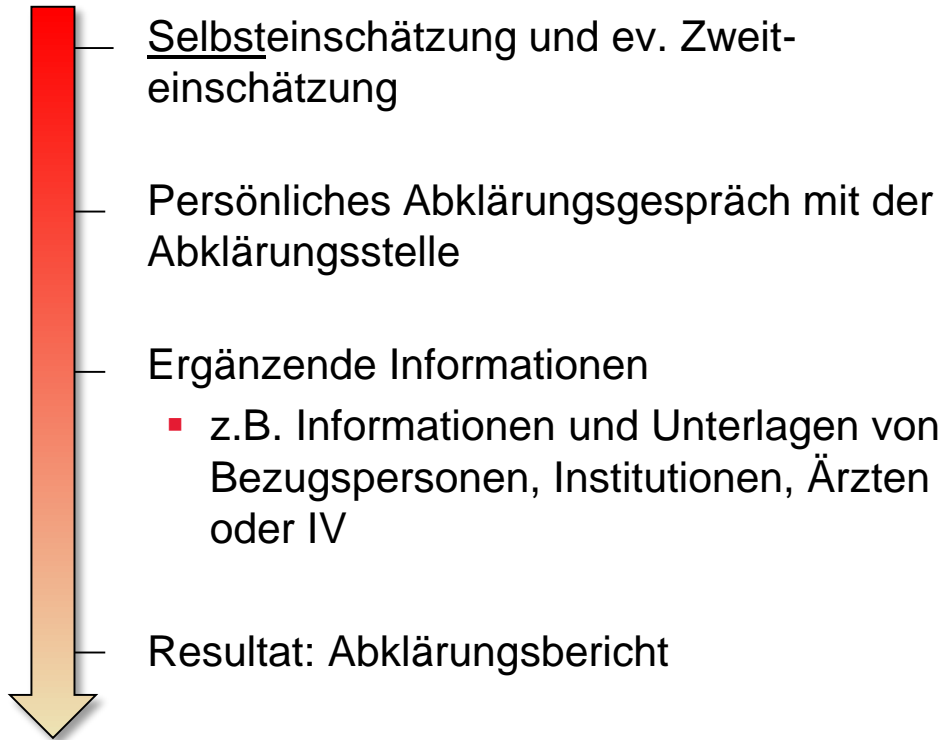 Selbsteinschätzung und ev. Zweit-
einschätzung
Persönliches Abklärungsgespräch mit der
Abklärungsstelle
Ergänzende Informationen
▪ z.B. Informationen und Unterlagen von
Bezugspersonen, Institutionen, Ärzten
oder IV
Resultat: Abklärungsbericht